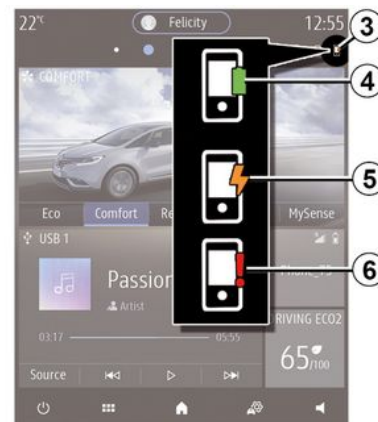 22°C
Felicity
12:55
3
COMFORT
4
5
Eco
Comfort
MySense
USB 1
6
Passion
Artist
DRIVING ECO2
03:17
05:55
65/100
Source